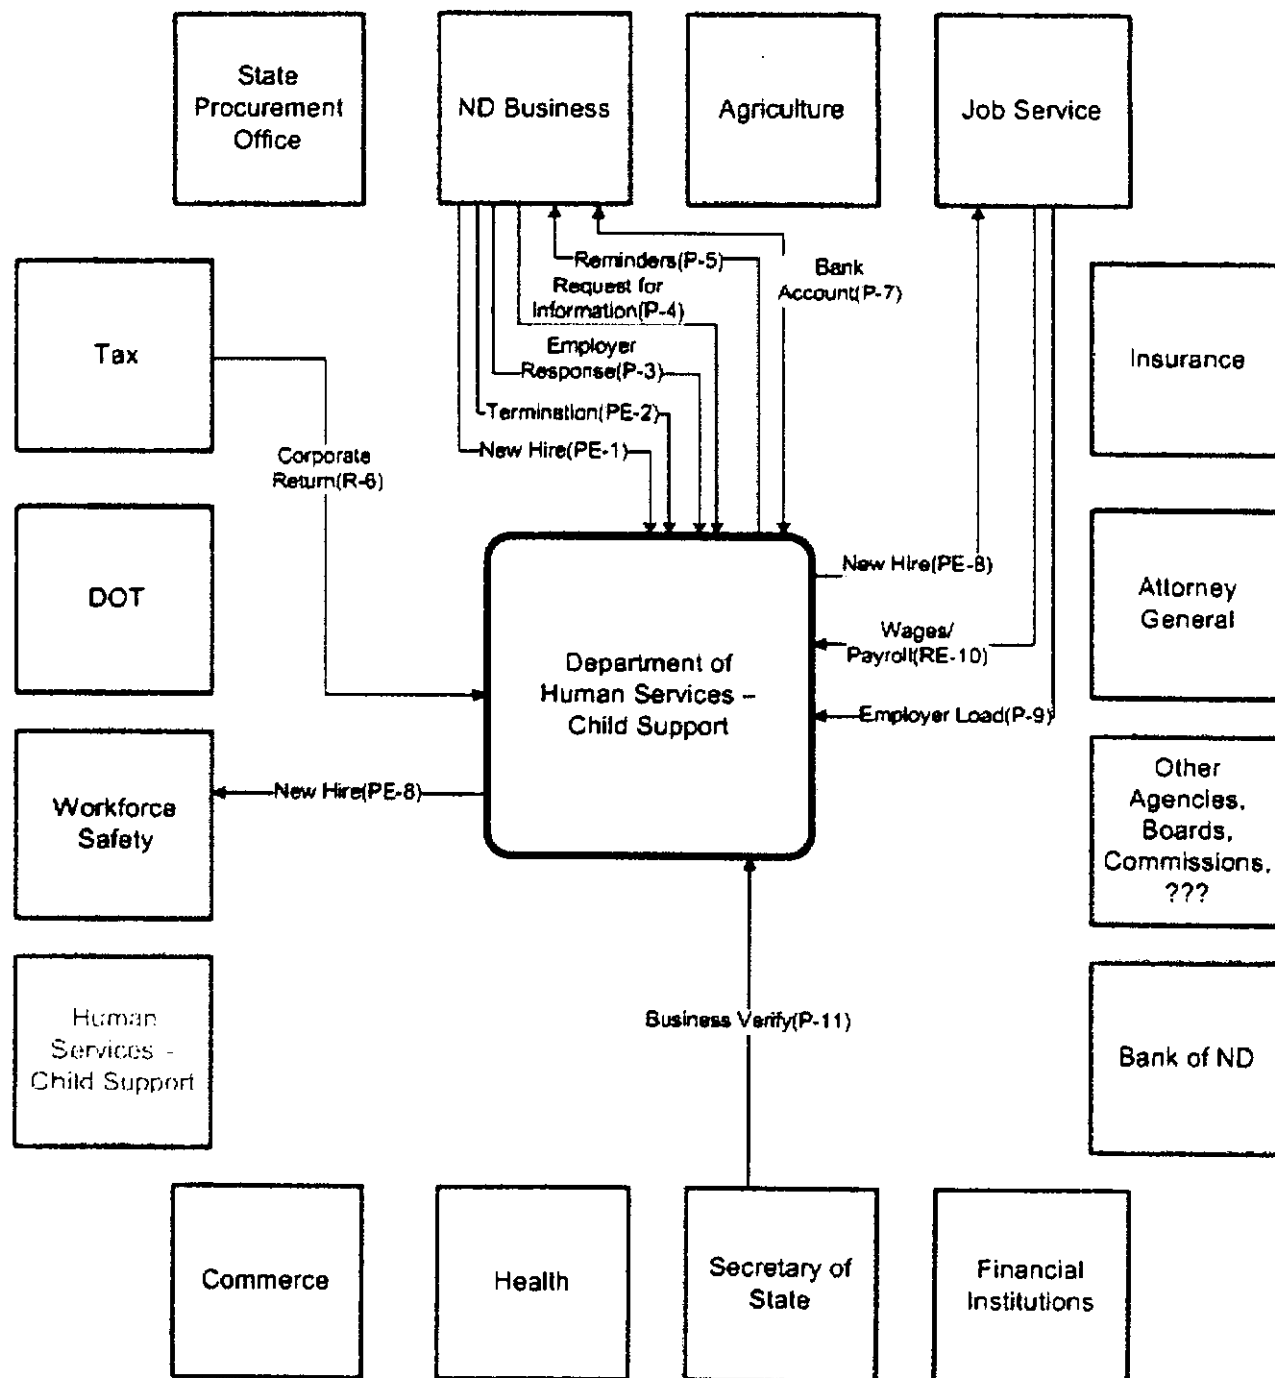 State
Procurement
Office
ND Business
Agriculture
Job Service
Reminders(P-5)
Request for
Information(P-4)
Bank
Account(P-7)
Employer
Response(P-3)
Termination(PE-2)
New Hire(PE-1)
Tax
Insurance
Corporate
Return(R-6)
DOT
Department of
Human Services –
Child Support
New Hire(PE-8)
Wages/
Payroll(RE-10)
Employer Load(P-9)
Attorney
General
Workforce
Safety
New Hire(PE-8)
Other
Agencies,
Boards,
Commissions,
???
Human
Services -
Child Support
Business Verify(P-11)
Bank of ND
Commerce
Health
Secretary of
State
Financial
Institutions